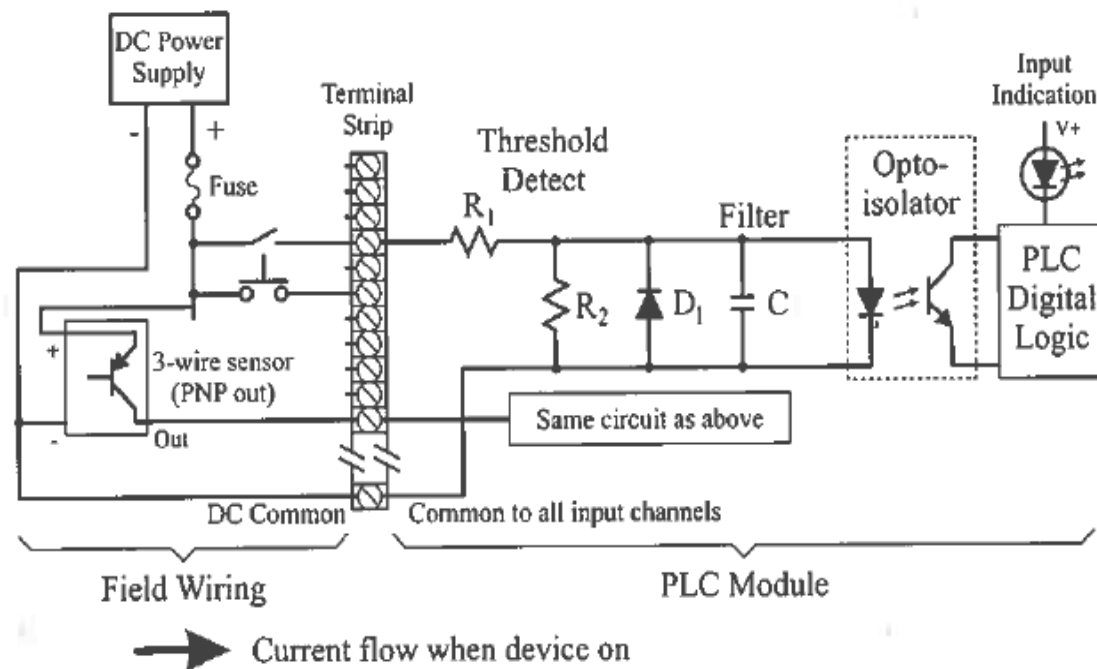 DC Power
Supply
-
+
Fuse
Terminal
Strip
Threshold
Detect
R1
R2
D1
Filter
C
Opto-
isolator
Input
Indication
V+
PLC
Digital
Logic
+
3-wire sensor
(PNP out)
-
Out
Same circuit as above
DC Common
Common to all input channels
Field Wiring
PLC Module
Current flow when device on